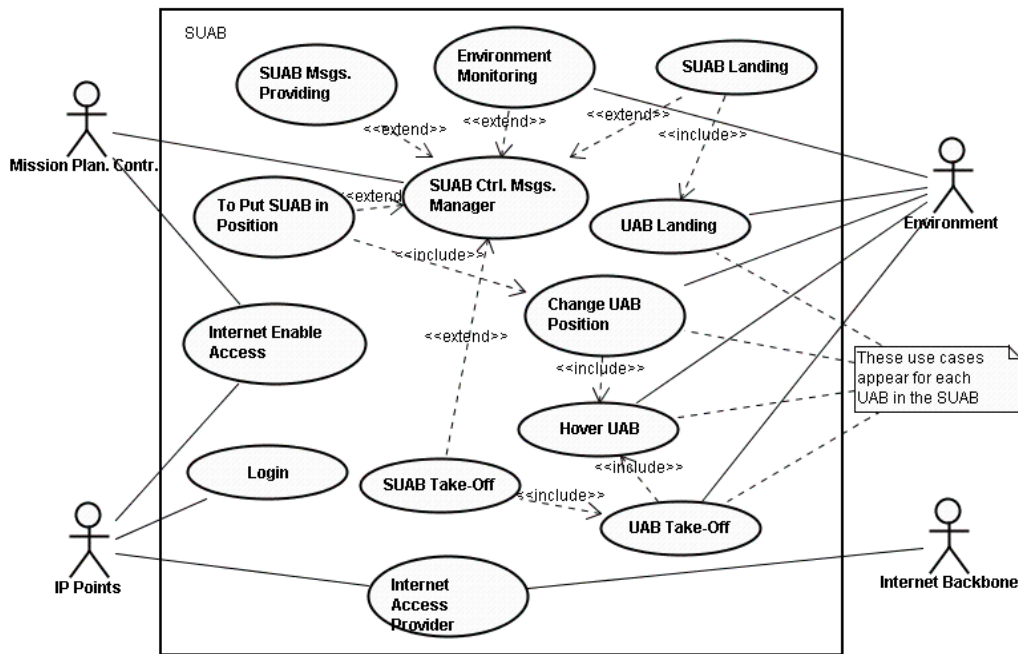 SUAB
SUAB Msgs.
Providing
Environment
Monitoring
SUAB Landing
<<extend>>
<<extend>>
<<extend>>
<<include>>
Mission Plan. Contr.
To Put SUAB in
Position
<<extend
SUAB Ctrl. Msgs.
Manager
UAB Landing
Environment
<<include>>
Change UAB
Position
Internet Enable
Access
<<extend>>
<<include>>
These use cases
appear for each
UAB in the SUAB
Hover UAB
Login
SUAB Take-Off
<<include>>
<<include>>
UAB Take-Off
IP Points
Internet
Access
Provider
Internet Backbone